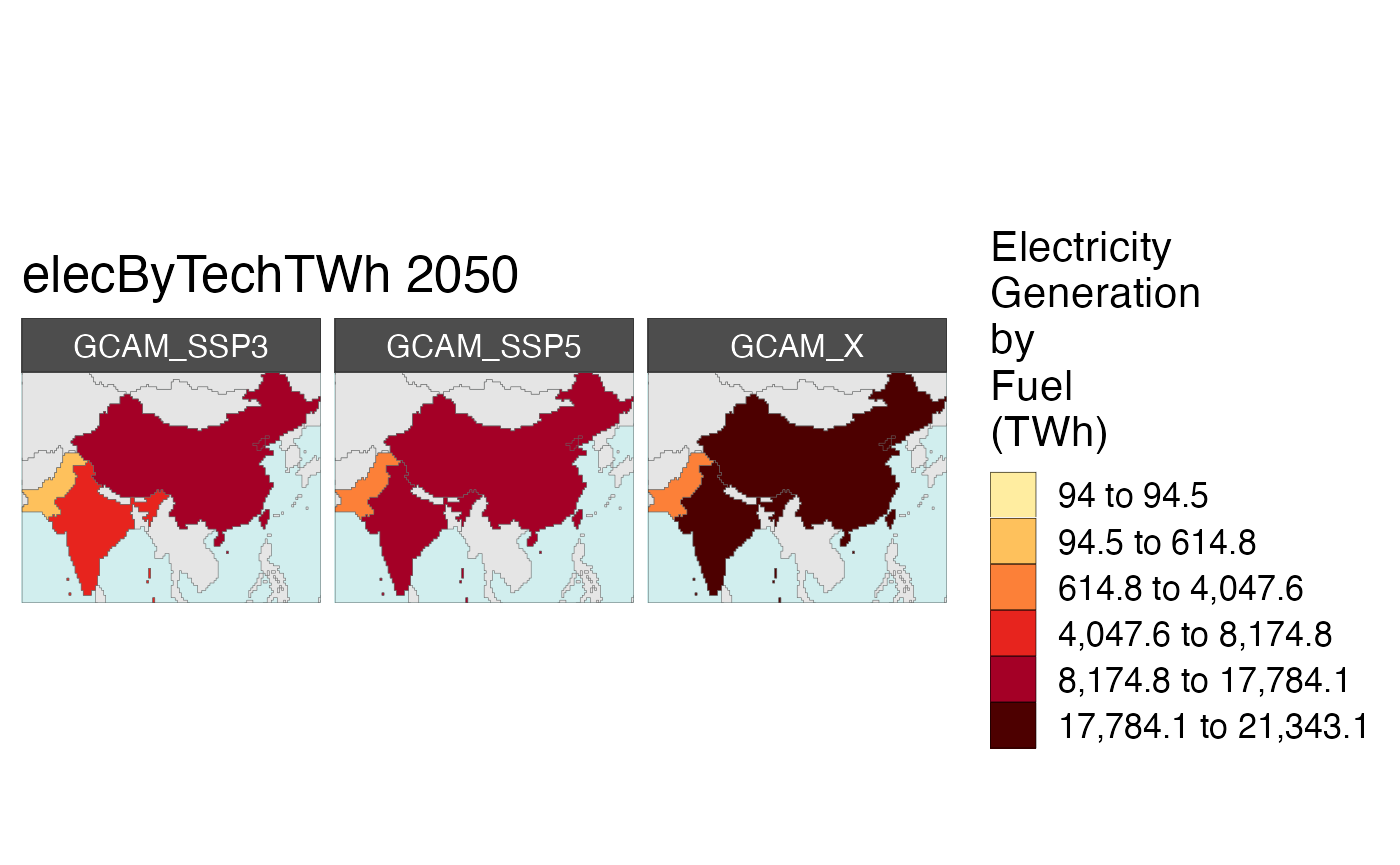 elecByTechTWh 2050
GCAM_SSP3
GCAM_SSP5
GCAM_X
Electricity
Generation
by
Fuel
(TWh)
94 to 94.5
94.5 to 614.8
614.8 to 4,047.6
4,047.6 to 8,174.8
8,174.8 to 17,784.1
17,784.1 to 21,343.1